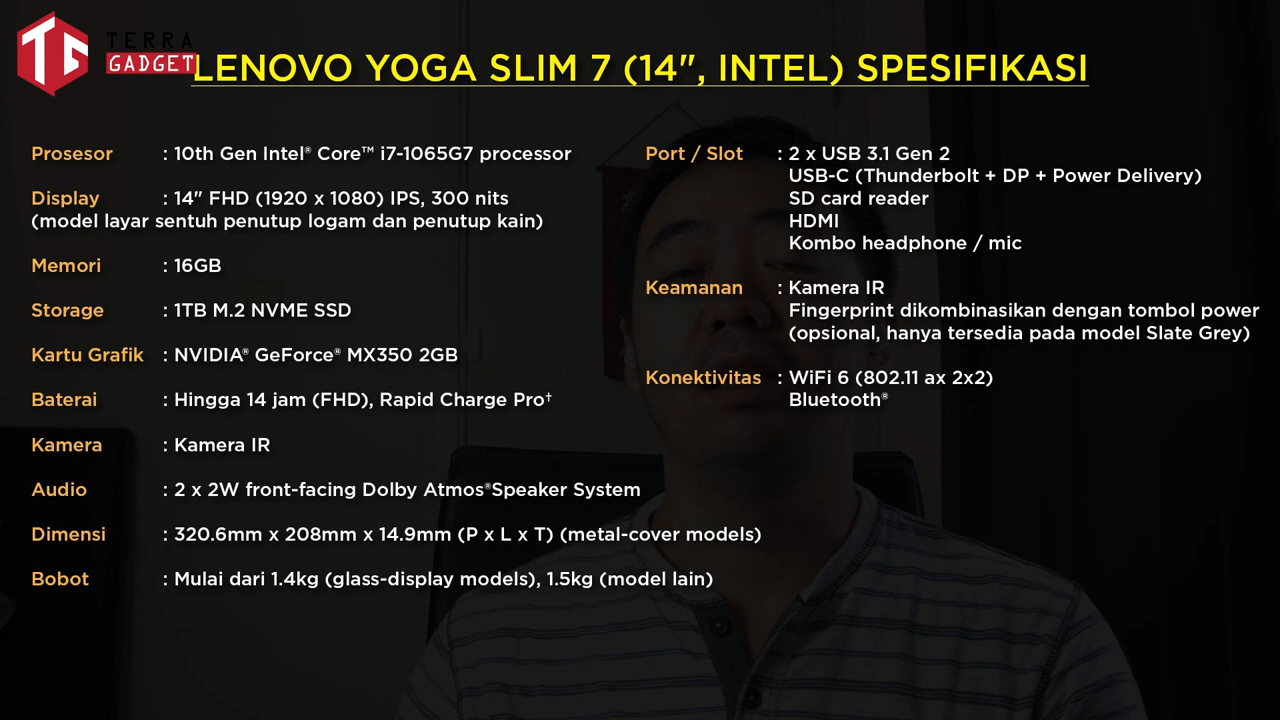 TERRA
GADGET
LENOVO YOGA SLIM 7 (14", INTEL) SPESIFIKASI
Prosesor : 10th Gen Intel® Core™ i7-1065G7 processor
Display : 14" FHD (1920 x 1080) IPS, 300 nits
(model layar sentuh penutup logam dan penutup kain)
Memori : 16GB
Storage : 1TB M.2 NVME SSD
Kartu Grafik : NVIDIA® GeForce® MX350 2GB
Baterai : Hingga 14 jam (FHD), Rapid Charge Pro†
Kamera : Kamera IR
Audio : 2 x 2W front-facing Dolby Atmos®Speaker System
Dimensi : 320.6mm x 208mm x 14.9mm (P x L x T) (metal-cover models)
Bobot : Mulai dari 1.4kg (glass-display models), 1.5kg (model lain)
Port / Slot : 2 x USB 3.1 Gen 2
USB-C (Thunderbolt + DP + Power Delivery)
SD card reader
HDMI
Kombo headphone / mic
Keamanan : Kamera IR
Fingerprint dikombinasikan dengan tombol power
(opsional, hanya tersedia pada model Slate Grey)
Konektivitas : WiFi 6 (802.11 ax 2x2)
Bluetooth®